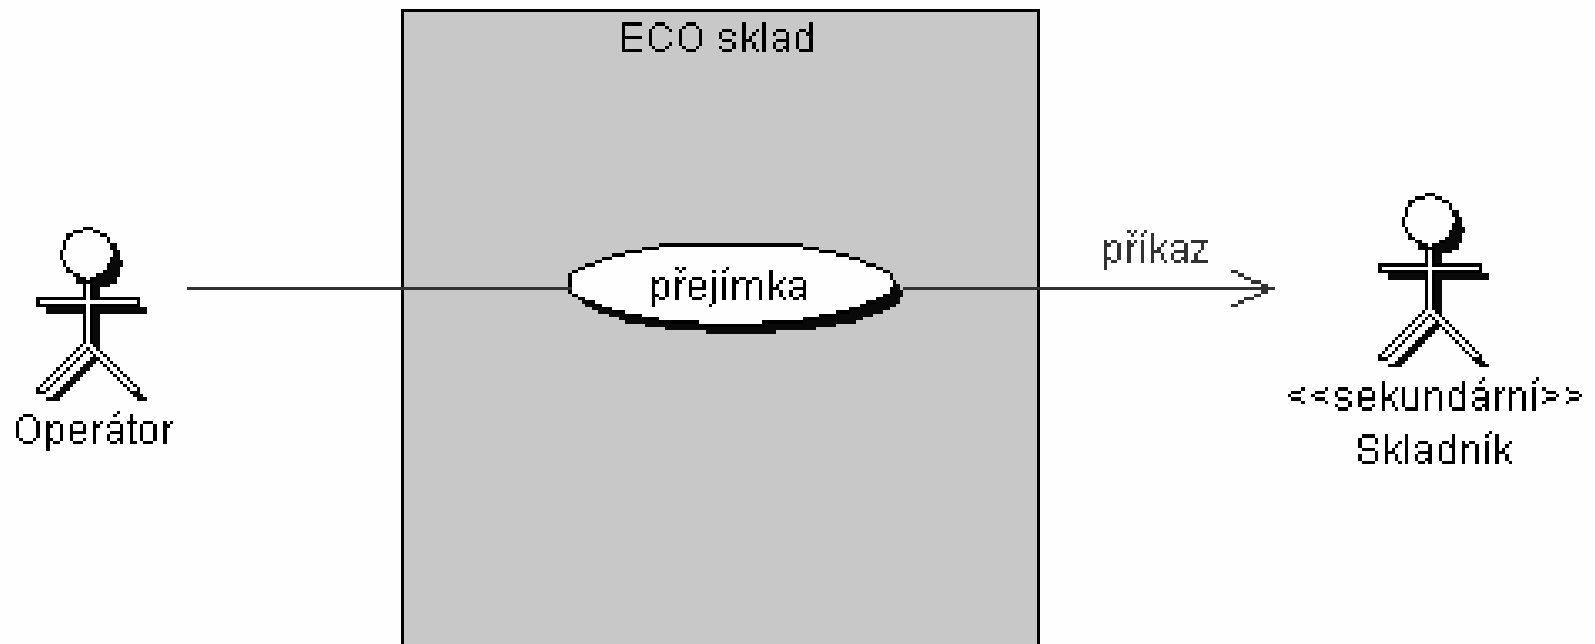 ECO sklad
příkaz
přejímka
Operátor
<<sekundární>>
Skladník